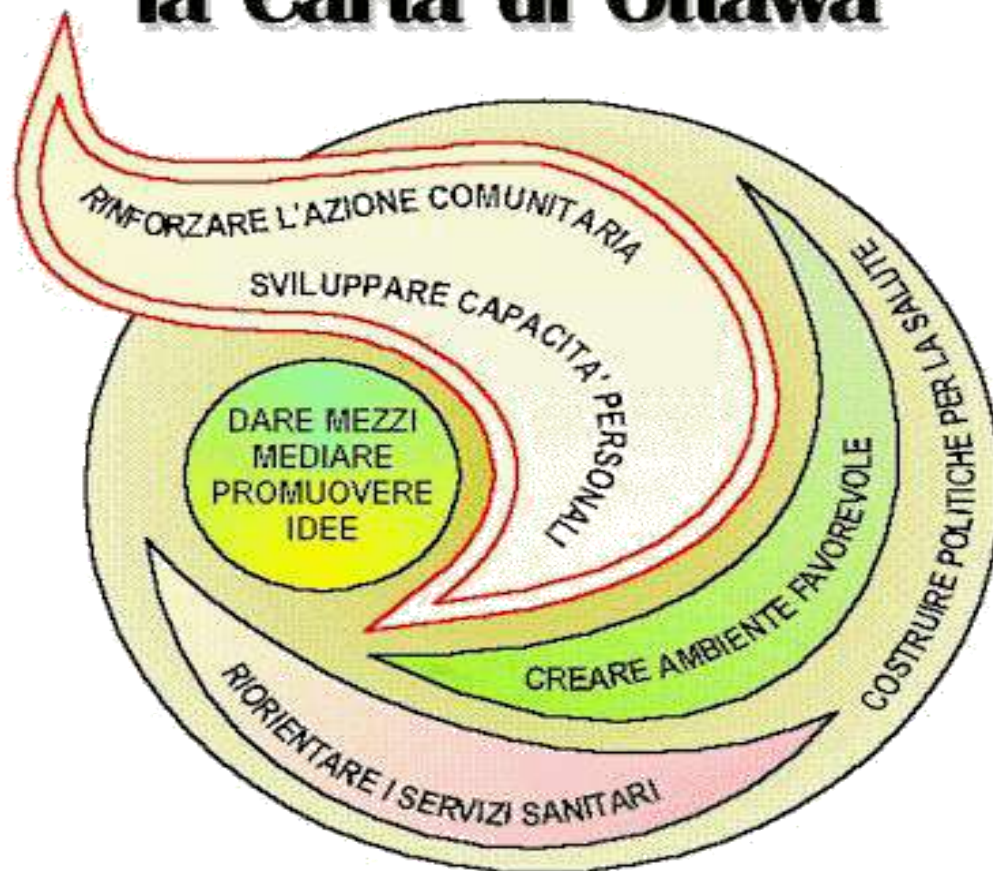 la Carta di Ottawa
RINFORZARE L'AZIONE COMUNITARIA
SVILUPPARE CAPACITA' PERSONALI
DARE MEZZI
MEDIARE
PROMUOVERE
IDEE
CREARE AMBIENTE FAVOREVOLE
COSTRUIRE POLITICHE PER LA SALUTE
RIORIENTARE I SERVIZI SANITARI